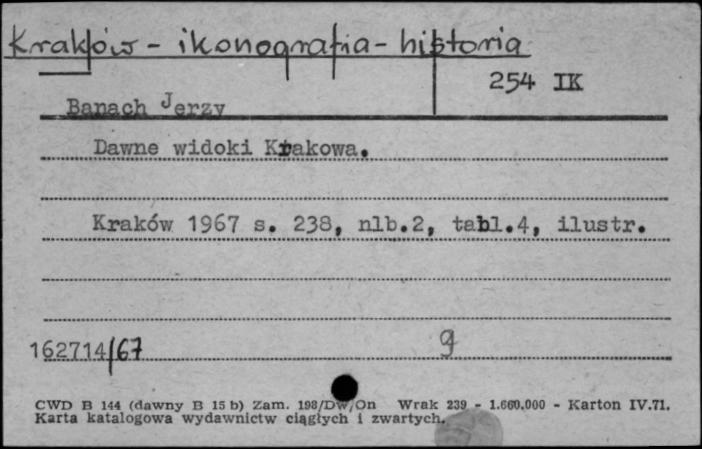 Kraków - ikonografia - historia
254 IK
Banach Jerzy
Dawne widoki Krakowa.
Kraków 1967 s. 238, nlb.2, tabl.4, ilustr.
162714/67 g
CWD B 144 (dawny B 15 b) Zam. 198/DW/On Wrak 239 - 1.660.000 - Karton IV.71.
Karta katalogowa wydawnictw ciągłych i zwartych.